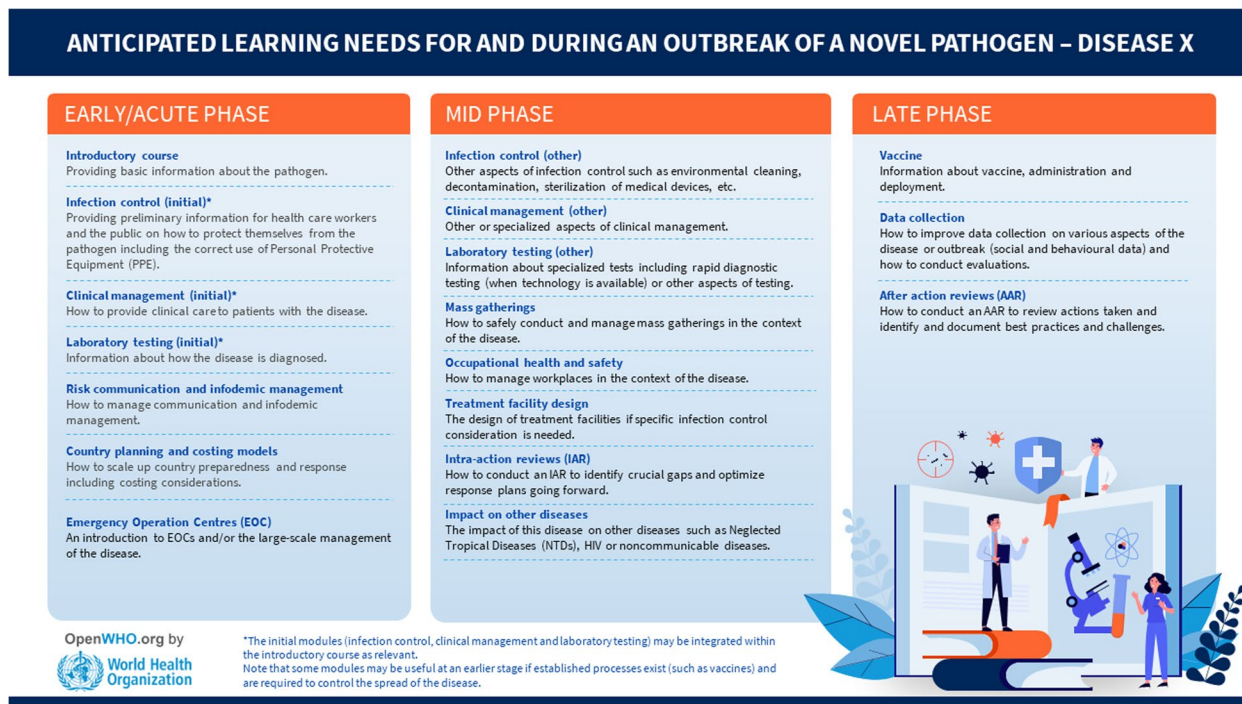 ANTICIPATED LEARNING NEEDS FOR AND DURING AN OUTBREAK OF A NOVEL PATHOGEN – DISEASE X
EARLY/ACUTE PHASE
Introductory course
Providing basic information about the pathogen.
Infection control (initial)*
Providing preliminary information for health care workers
and the public on how to protect themselves from the
pathogen including the correct use of Personal Protective
Equipment (PPE).
Clinical management (initial)*
How to provide clinical care to patients with the disease.
Laboratory testing (initial)*
Information about how the disease is diagnosed.
Risk communication and infodemic management
How to manage communication and infodemic
management.
Country planning and costing models
How to scale up country preparedness and response
including costing considerations.
Emergency Operation Centres (EOC)
An introduction to EOCs and/or the large-scale management
of the disease.
MID PHASE
Infection control (other)
Other aspects of infection control such as environmental cleaning,
decontamination, sterilization of medical devices, etc.
Clinical management (other)
Other or specialized aspects of clinical management.
Laboratory testing (other)
Information about specialized tests including rapid diagnostic
testing (when technology is available) or other aspects of testing.
Mass gatherings
How to safely conduct and manage mass gatherings in the context
of the disease.
Occupational health and safety
How to manage workplaces in the context of the disease.
Treatment facility design
The design of treatment facilities if specific infection control
consideration is needed.
Intra-action reviews (IAR)
How to conduct an IAR to identify crucial gaps and optimize
response plans going forward.
Impact on other diseases
The impact of this disease on other diseases such as Neglected
Tropical Diseases (NTDs), HIV or noncommunicable diseases.
LATE PHASE
Vaccine
Information about vaccine, administration and
deployment.
Data collection
How to improve data collection on various aspects of the
disease or outbreak (social and behavioural data) and
how to conduct evaluations.
After action reviews (AAR)
How to conduct an AAR to review actions taken and
identify and document best practices and challenges.
OpenWHO.org by
World Health
Organization
*The initial modules (infection control, clinical management and laboratory testing) may be integrated within
the introductory course as relevant.
Note that some modules may be useful at an earlier stage if established processes exist (such as vaccines) and
are required to control the spread of the disease.